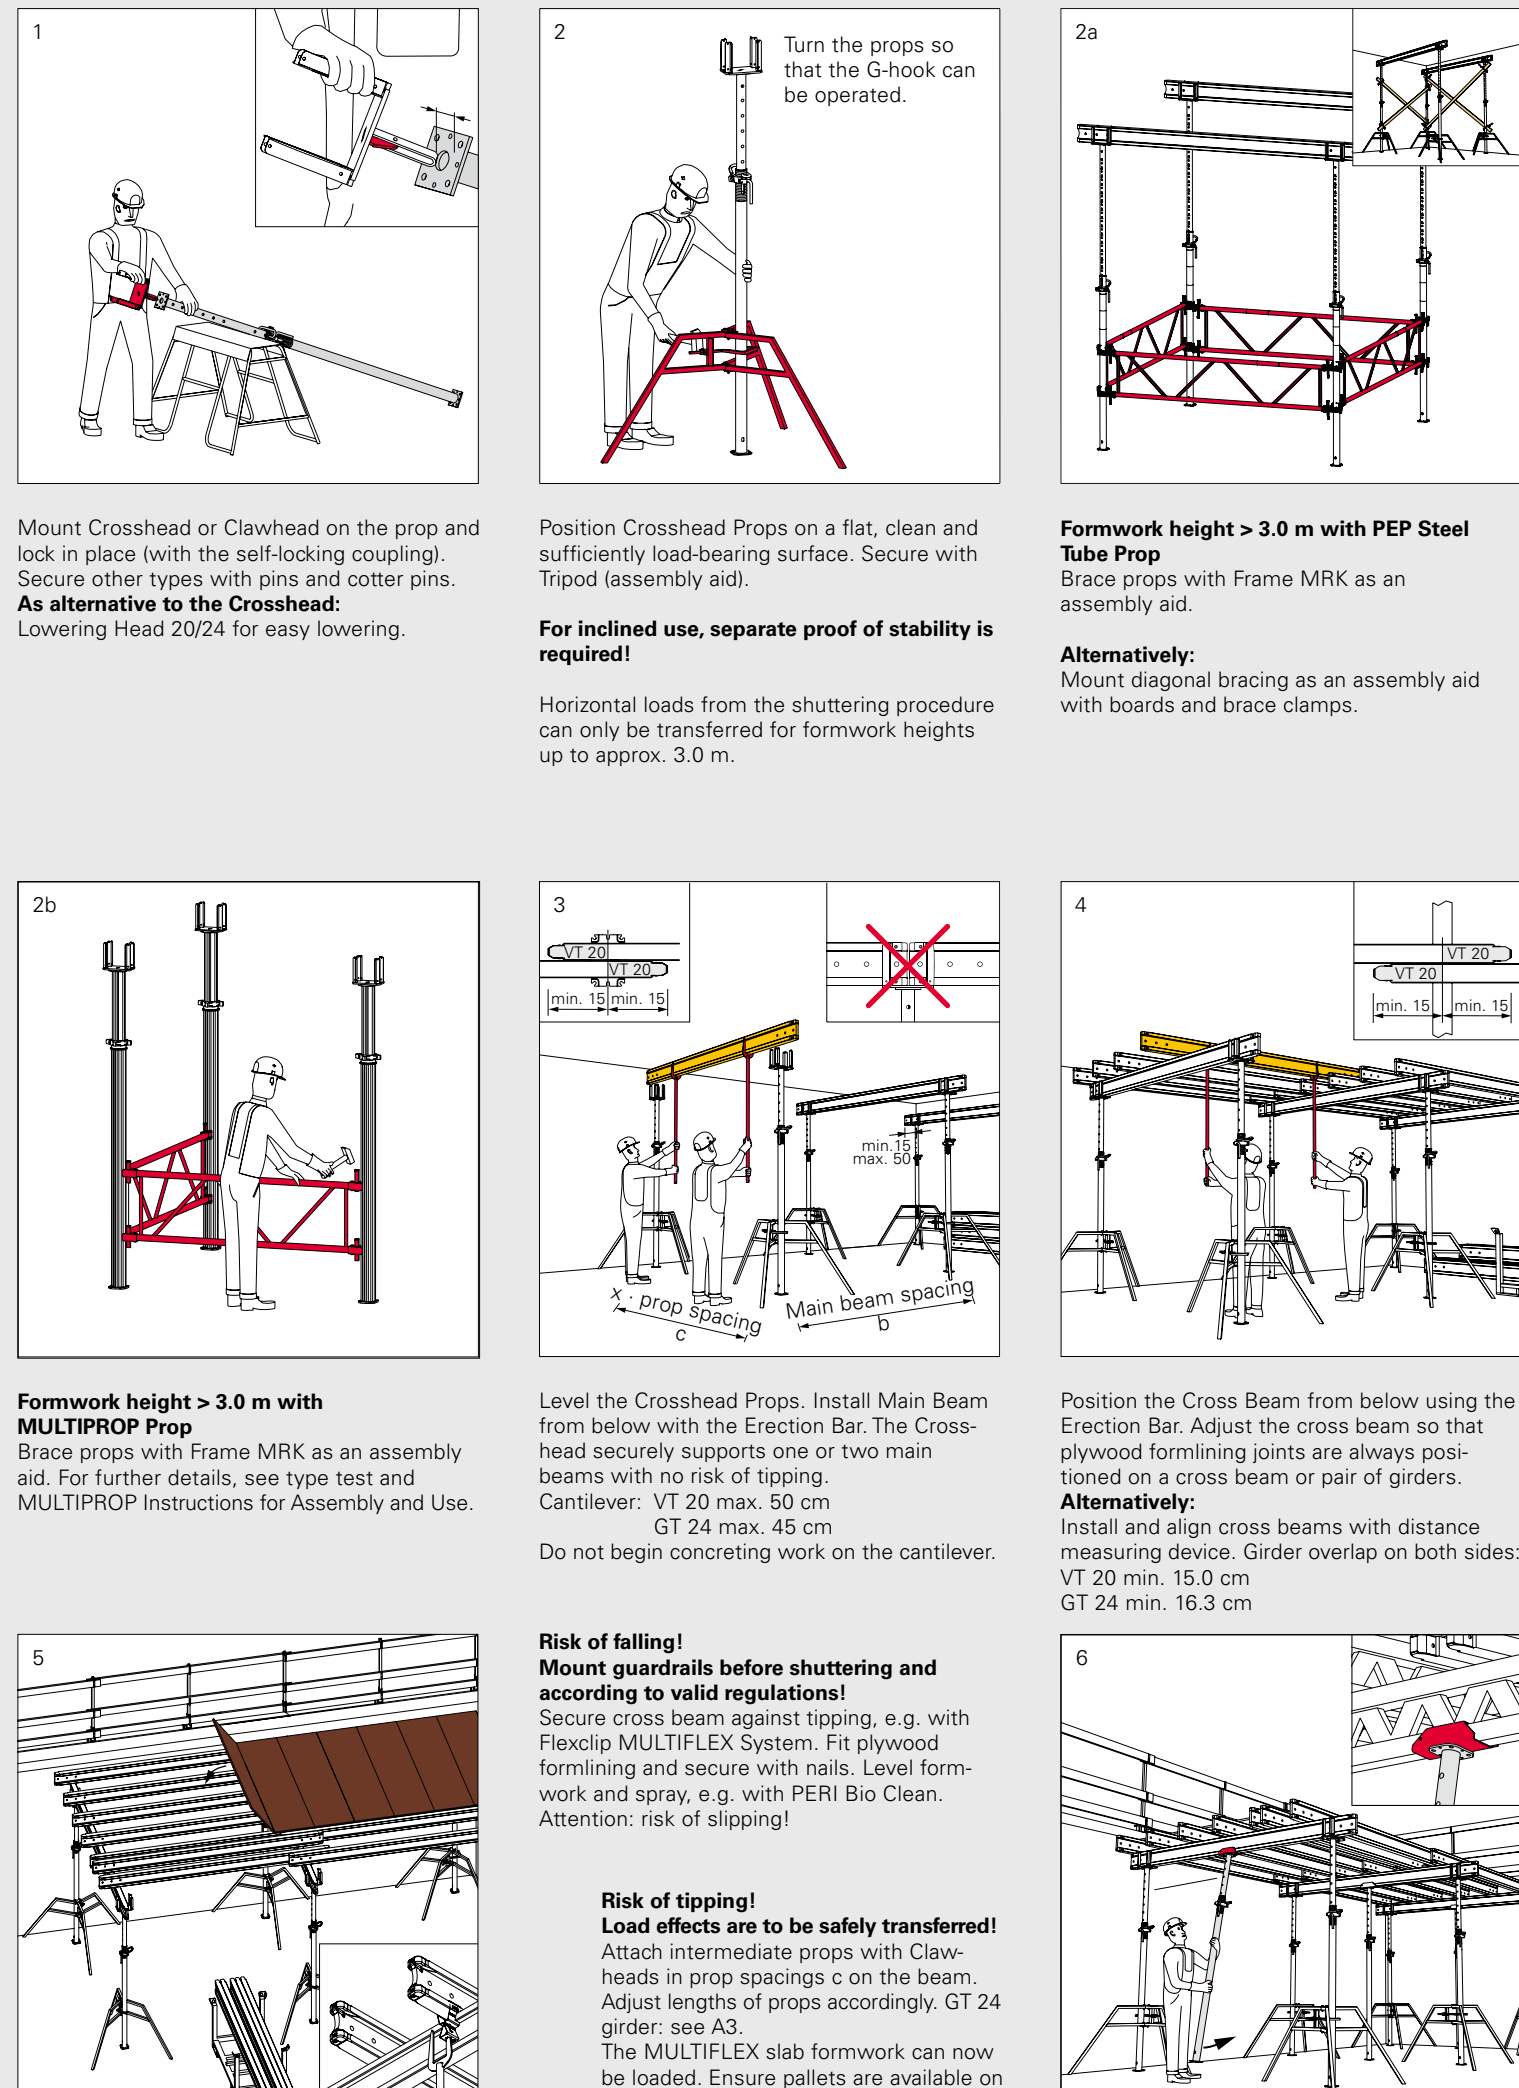 1
Mount Crosshead or Clawhead on the prop and
lock in place (with the self-locking coupling).
Secure other types with pins and cotter pins.
As alternative to the Crosshead:
Lowering Head 20/24 for easy lowering.
2
Turn the props so
that the G-hook can
be operated.
Position Crosshead Props on a flat, clean and
sufficiently load-bearing surface. Secure with
Tripod (assembly aid).
For inclined use, separate proof of stability is
required!
Horizontal loads from the shuttering procedure
can only be transferred for formwork heights
up to approx. 3.0 m.
2a
Formwork height > 3.0 m with PEP Steel
Tube Prop
Brace props with Frame MRK as an
assembly aid.
Alternatively:
Mount diagonal bracing as an assembly aid
with boards and brace clamps.
2b
Formwork height > 3.0 m with
MULTIPROP Prop
Brace props with Frame MRK as an assembly
aid. For further details, see type test and
MULTIPROP Instructions for Assembly and Use.
3
VT 20
VT 20
min. 15 min. 15
min.15
max. 50
x · prop spacing
c
Main beam spacing
b
Level the Crosshead Props. Install Main Beam
from below with the Erection Bar. The Cross-
head securely supports one or two main
beams with no risk of tipping.
Cantilever: VT 20 max. 50 cm
GT 24 max. 45 cm
Do not begin concreting work on the cantilever.
4
VT 20
VT 20
min. 15 min. 15
Position the Cross Beam from below using the
Erection Bar. Adjust the cross beam so that
plywood formlining joints are always posi-
tioned on a cross beam or pair of girders.
Alternatively:
Install and align cross beams with distance
measuring device. Girder overlap on both sides:
VT 20 min. 15.0 cm
GT 24 min. 16.3 cm
5
Risk of falling!
Mount guardrails before shuttering and
according to valid regulations!
Secure cross beam against tipping, e.g. with
Flexclip MULTIFLEX System. Fit plywood
formlining and secure with nails. Level form-
work and spray, e.g. with PERI Bio Clean.
Attention: risk of slipping!
Risk of tipping!
Load effects are to be safely transferred!
Attach intermediate props with Claw-
heads in prop spacings c on the beam.
Adjust lengths of props accordingly. GT 24
girder: see A3.
The MULTIFLEX slab formwork can now
be loaded. Ensure pallets are available on
6